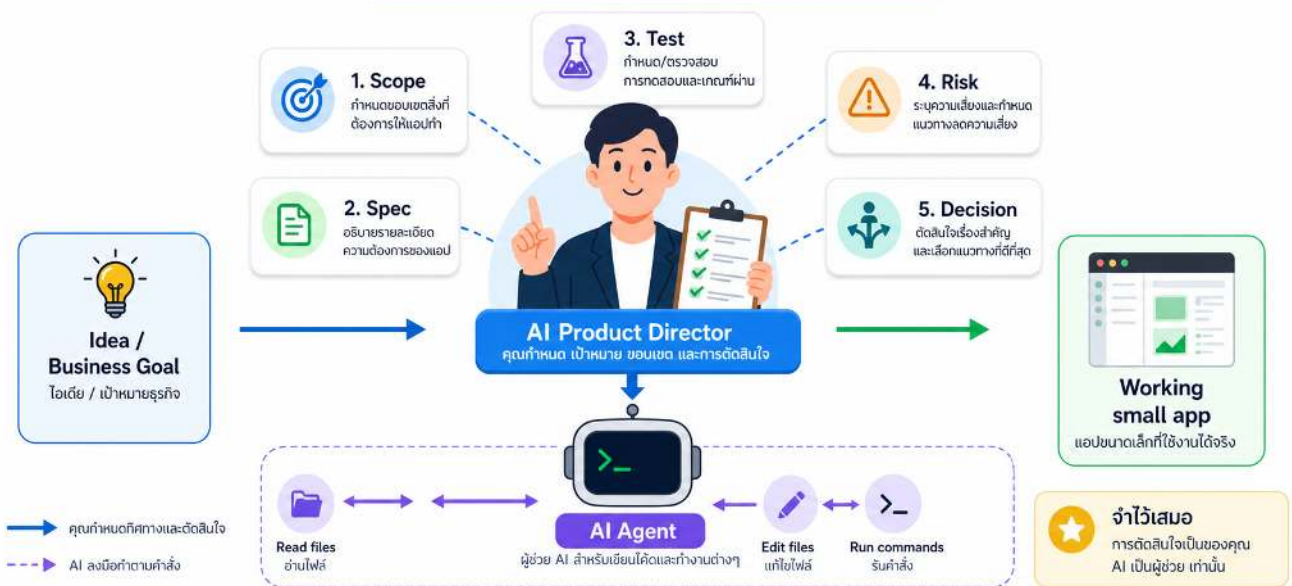 1. Scope
กำหนดขอบเขตสิ่งที่
ต้องการให้แอปทำ
2. Spec
อธิบายรายละเอียด
ความต้องการของแอป
3. Test
กำหนด/ตรวจสอบ
การทดสอบและเกณฑ์ผ่าน
4. Risk
ระบุความเสี่ยงและกำหนด
แนวทางลดความเสี่ยง
5. Decision
ตัดสินใจเรื่องสำคัญ
และเลือกแนวทางที่ดีที่สุด
Idea /
Business Goal
ไอเดีย / เป้าหมายธุรกิจ
AI Product Director
คุณกำหนด เป้าหมาย ขอบเขต และการตัดสินใจ
Working
small app
แอปขนาดเล็กที่ใช้งานได้จริง
>_
AI Agent
ผู้ช่วย AI สำหรับเขียนโค้ดและทำงานต่างๆ
Read files
อ่านไฟล์
Edit files
แก้ไขไฟล์
>_
Run commands
รันคำสั่ง
คุณกำหนดทิศทางและตัดสินใจ
AI ลงมือทำตามคำสั่ง
จำไว้เสมอ
การตัดสินใจเป็นของคุณ
AI เป็นผู้ช่วย เท่านั้น